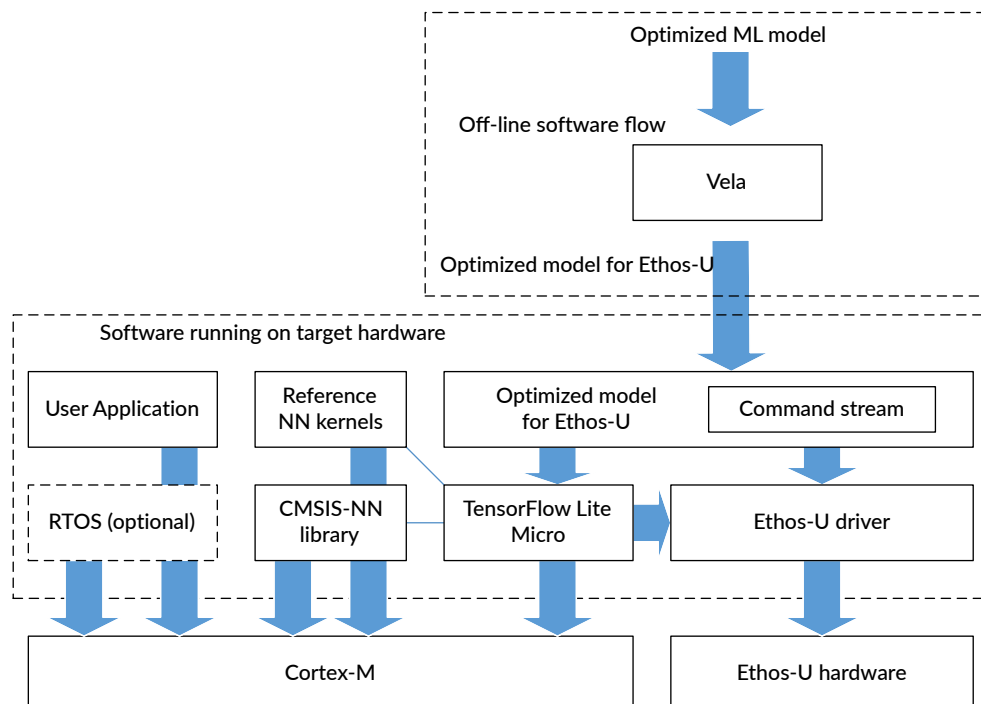 Optimized ML model
Off-line software flow
Vela
Optimized model for Ethos-U
Software running on target hardware
User Application
Reference
NN kernels
Optimized model
for Ethos-U
Command stream
RTOS (optional)
CMSIS-NN
library
TensorFlow Lite
Micro
Ethos-U driver
Cortex-M
Ethos-U hardware